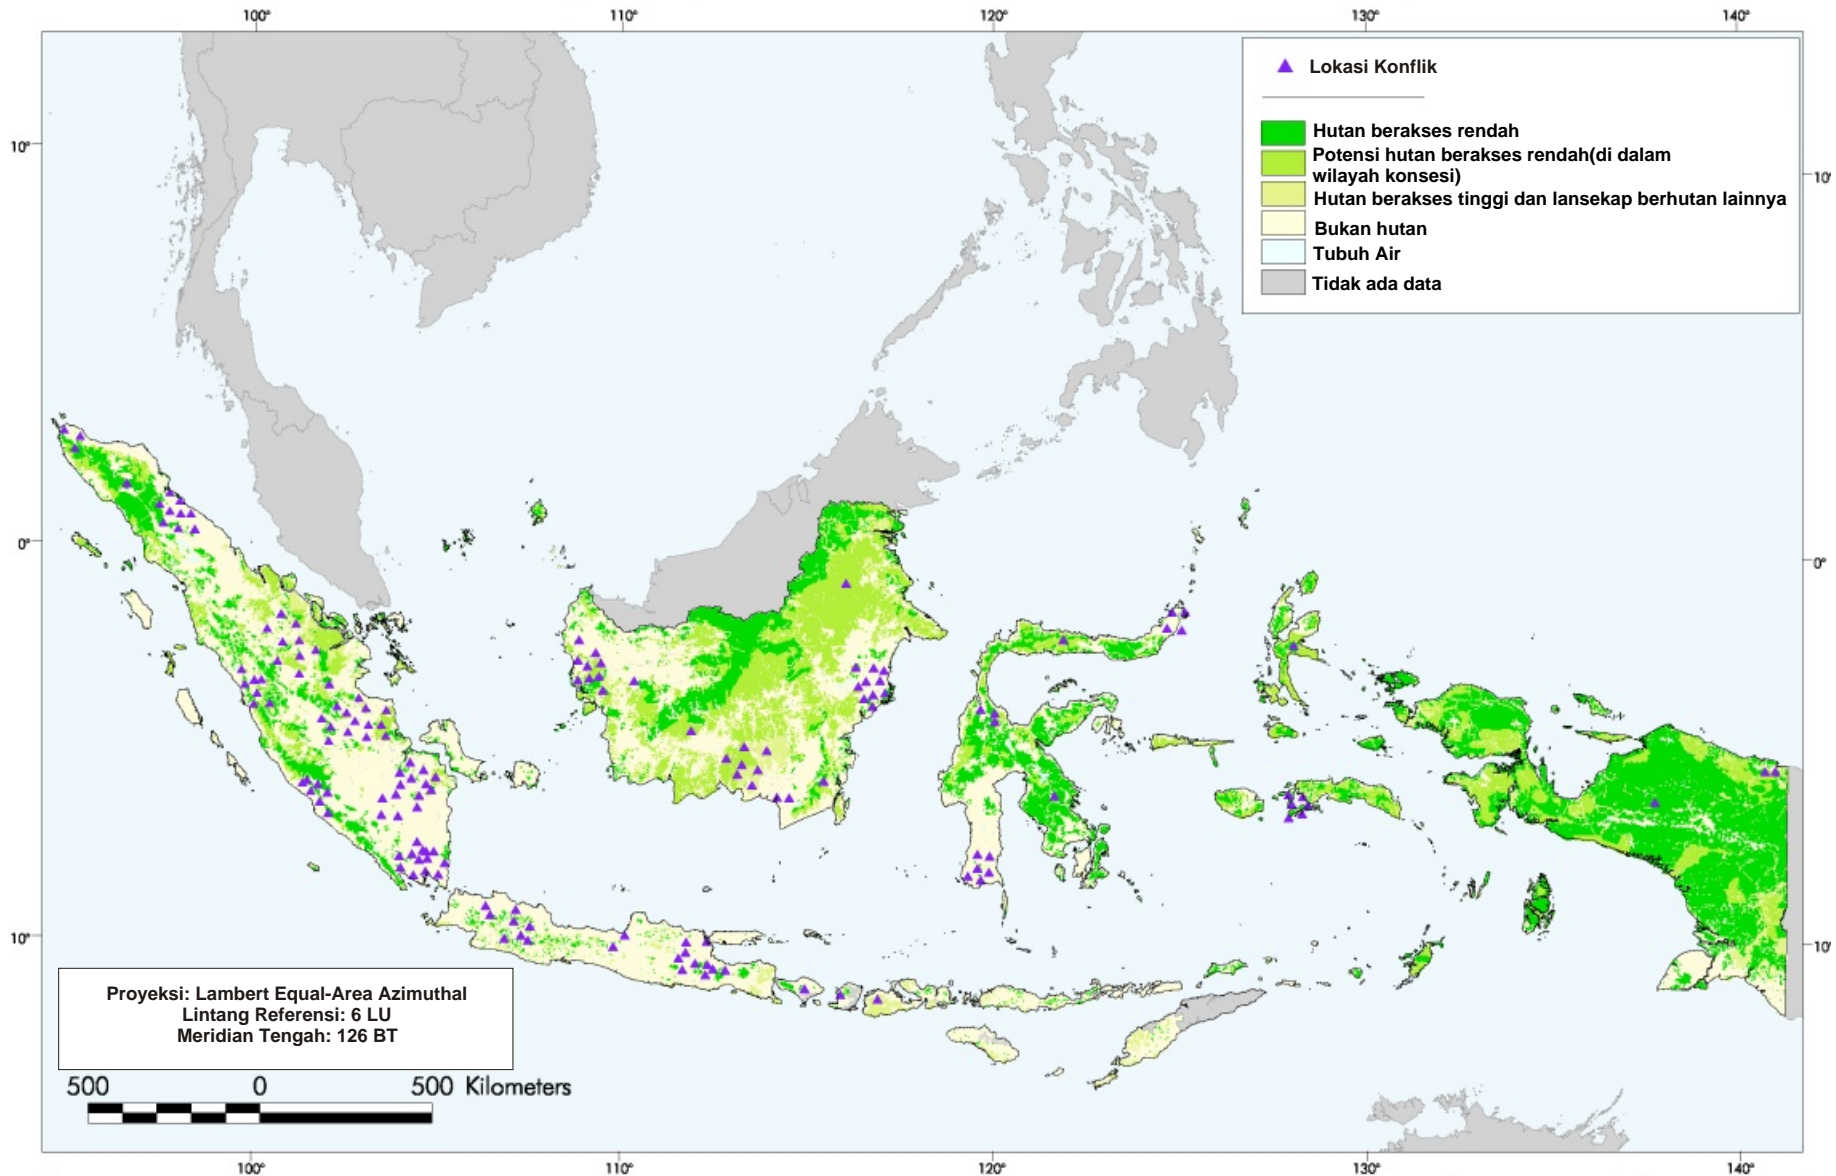 100°
110°
120°
130°
140°
Lokasi Konflik
Hutan berakses rendah
Potensi hutan berakses rendah(di dalam
wilayah konsesi)
Hutan berakses tinggi dan lansekap berhutan lainnya
Bukan hutan
Tubuh Air
Tidak ada data
10°
10°
0°
0°
10°
10°
Proyeksi: Lambert Equal-Area Azimuthal
Lintang Referensi: 6 LU
Meridian Tengah: 126 BT
500 0 500 Kilometers
100°
110°
120°
130°
140°